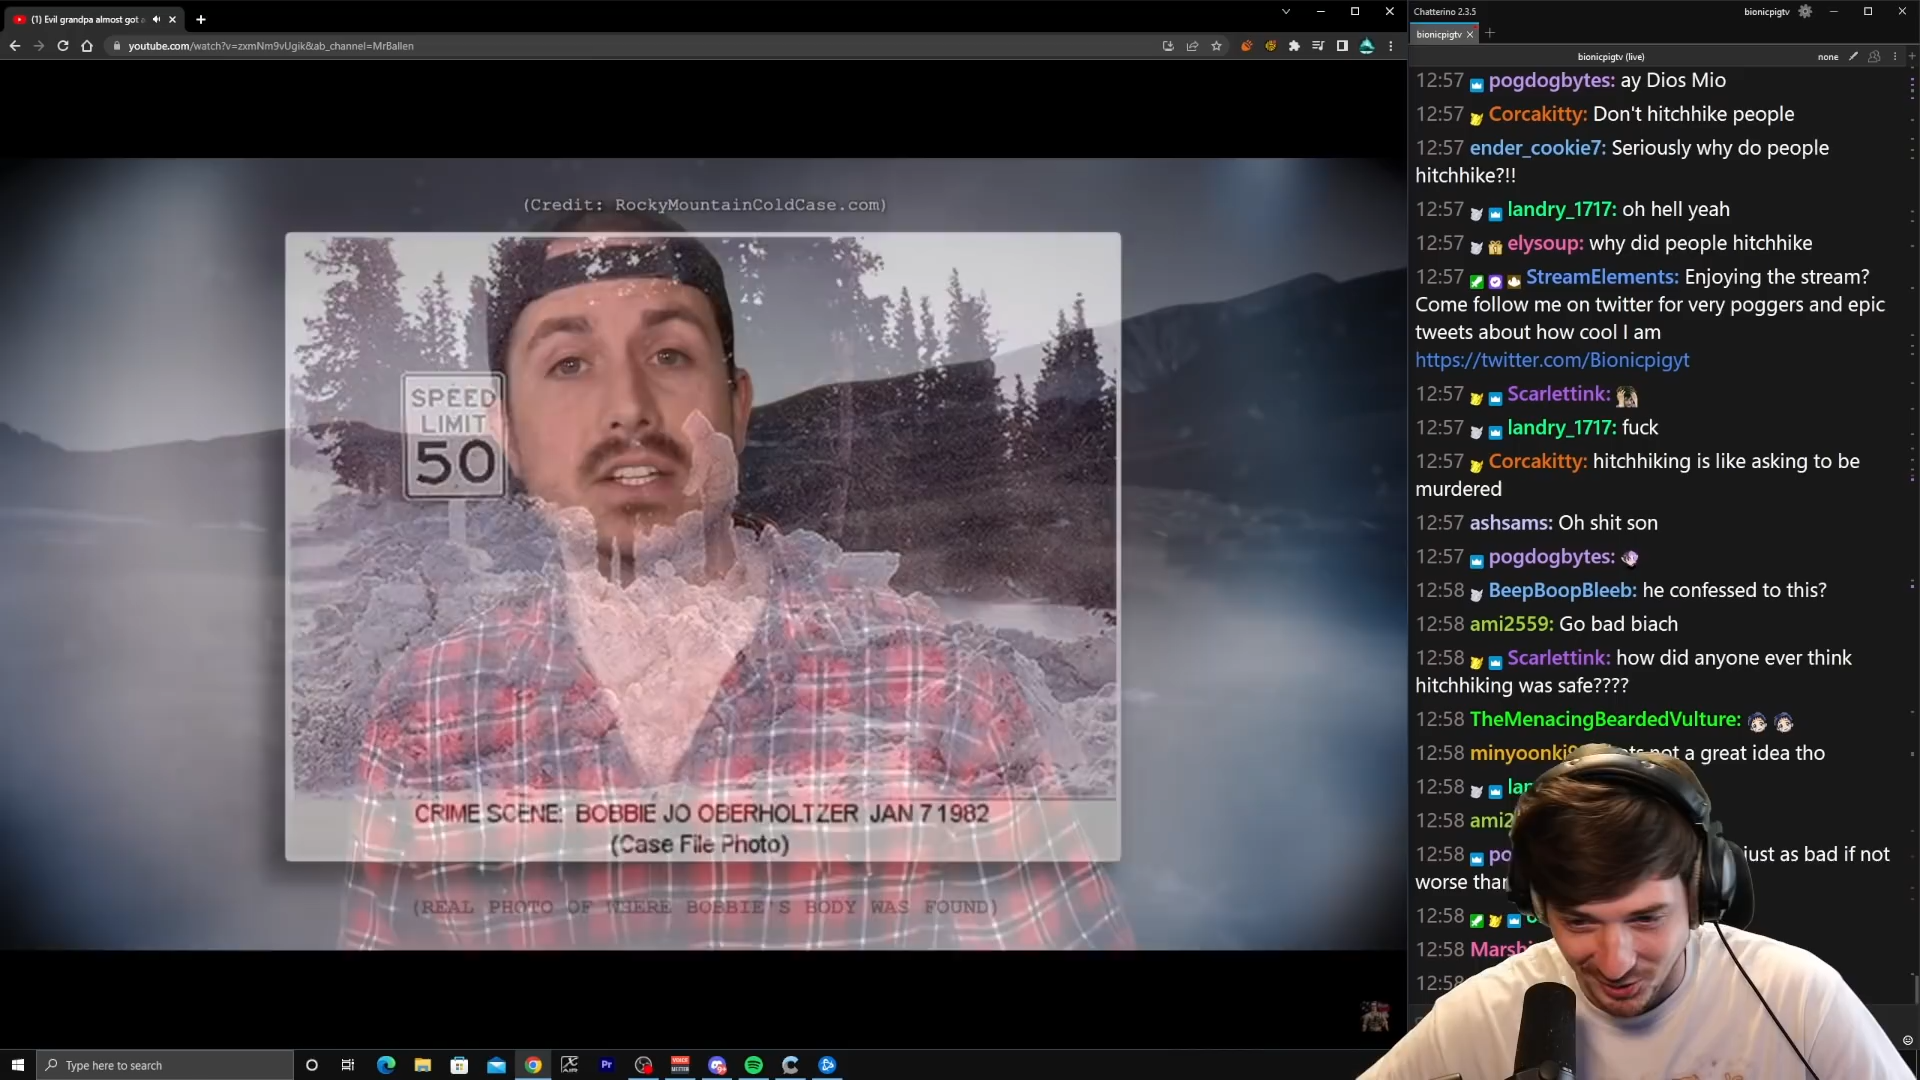 (1) Evil grandpa almost got a
youtube.com/watch?v=zxmNm9vUgik&ab_channel=MrBallen
(Credit: RockyMountainColdCase.com)
SPEED
LIMIT
50
CRIME SCENE: BOBBIE JO OBERHOLTZER JAN 7 1982
(Case File Photo)
(REAL PHOTO OF WHERE BOBBIE'S BODY WAS FOUND)
Type here to search
Pr
Chatterino 2.3.5
bionicpigtv
bionicpigtv
bionicpigtv (live)
none
12:57 pogdogbytes: ay Dios Mio
12:57 Corcakitty: Don't hitchhike people
12:57 ender_cookie7: Seriously why do people
hitchhike?!!
12:57 landry_1717: oh hell yeah
12:57 elysoup: why did people hitchhike
12:57 StreamElements: Enjoying the stream?
Come follow me on twitter for very poggers and epic
tweets about how cool I am
https://twitter.com/Bionicpigyt
12:57 Scarlettink:
12:57 landry_1717: fuck
12:57 Corcakitty: hitchhiking is like asking to be
murdered
12:57 ashsams: Oh shit son
12:57 pogdogbytes:
12:58 BeepBoopBleeb: he confessed to this?
12:58 ami2559: Go bad biach
12:58 Scarlettink: how did anyone ever think
hitchhiking was safe????
12:58 TheMenacingBeardedVulture:
12:58 not a great idea tho
12:58
12:58
12:58 just as bad if not
worse
12:58
12:58